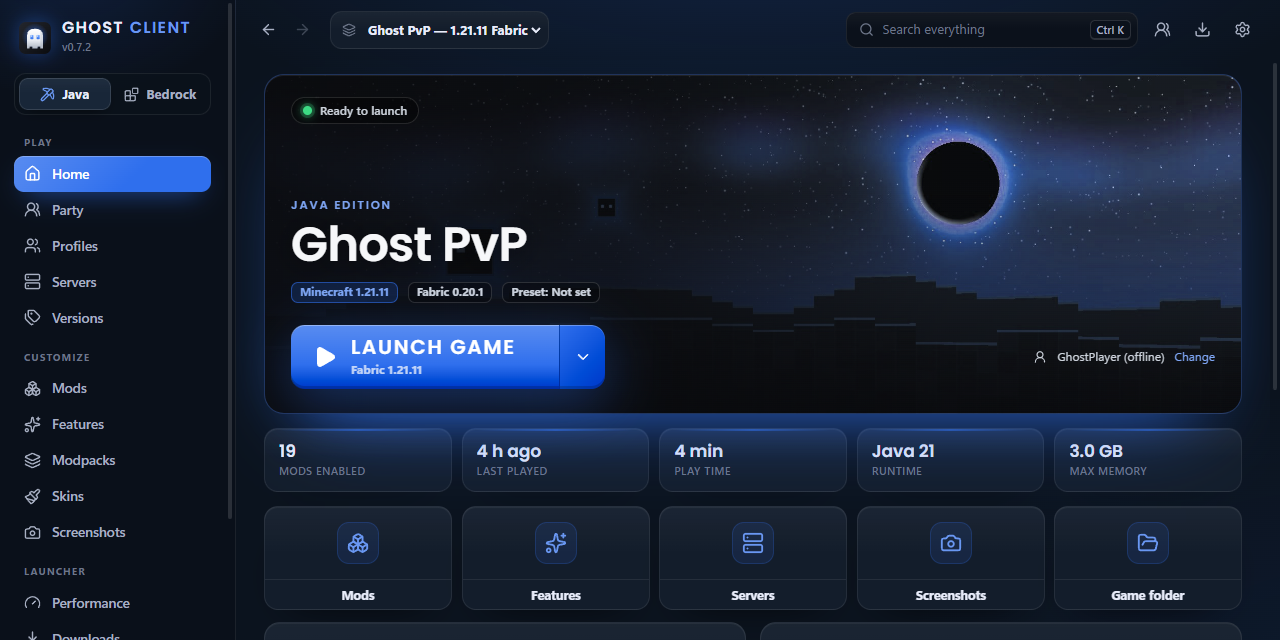 GHOST CLIENT
v0.7.2
Java
Bedrock
PLAY
Home
Party
Profiles
Servers
Versions
CUSTOMIZE
Mods
Features
Modpacks
Skins
Screenshots
LAUNCHER
Performance
Downloads
Ghost PvP — 1.21.11 Fabric
Search everything
Ctrl K
Ready to launch
JAVA EDITION
Ghost PvP
Minecraft 1.21.11
Fabric 0.20.1
Preset: Not set
LAUNCH GAME
Fabric 1.21.11
GhostPlayer (offline) Change
19
MODS ENABLED
4 h ago
LAST PLAYED
4 min
PLAY TIME
Java 21
RUNTIME
3.0 GB
MAX MEMORY
Mods
Features
Servers
Screenshots
Game folder